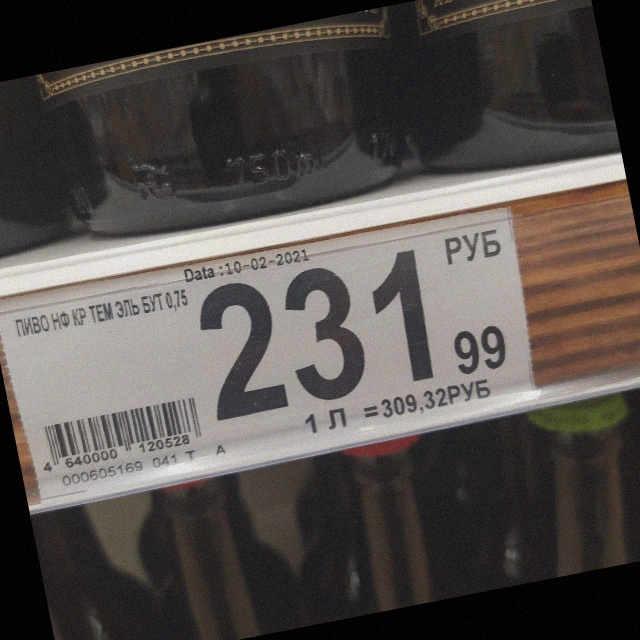 750m
Data :10-02-2021
ПИВО НФ КР ТЕМ ЭЛЬ БУТ 0,75
231
РУБ
99
1 Л =309,32РУБ
4 640000 120528
000605169 041 Т А